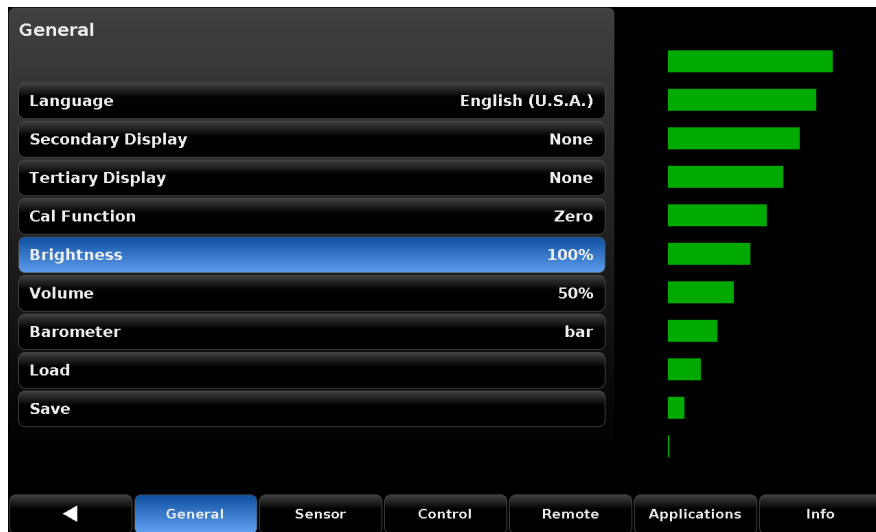 General
Language English (U.S.A.)
Secondary Display None
Tertiary Display None
Cal Function Zero
Brightness 100%
Volume 50%
Barometer bar
Load
Save
General Sensor Control Remote Applications Info